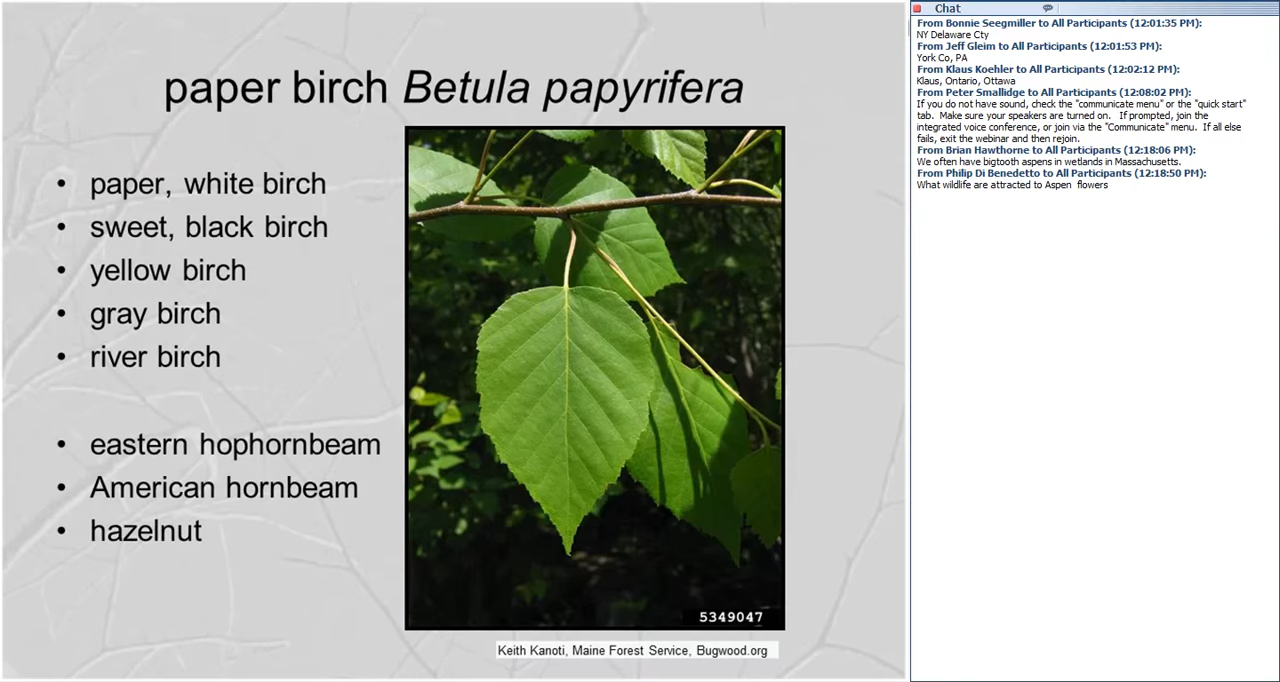 paper birch Betula papyrifera
• paper, white birch
• sweet, black birch
• yellow birch
• gray birch
• river birch
• eastern hophornbeam
• American hornbeam
• hazelnut
5349047
Keith Kanoti, Maine Forest Service, Bugwood.org
Chat
From Bonnie Seegmiller to All Participants (12:01:35 PM):
NY Delaware Cty
From Jeff Gleim to All Participants (12:01:53 PM):
York Co, PA
From Klaus Koehler to All Participants (12:02:12 PM):
Klaus, Ontario, Ottawa
From Peter Smallidge to All Participants (12:08:02 PM):
If you do not have sound, check the "communicate menu" or the "quick start"
tab. Make sure your speakers are turned on. If prompted, join the
integrated voice conference, or join via the "Communicate" menu. If all else
fails, exit the webinar and then rejoin.
From Brian Hawthorne to All Participants (12:18:06 PM):
We often have bigtooth aspens in wetlands in Massachusetts.
From Philip Di Benedetto to All Participants (12:18:50 PM):
What wildlife are attracted to Aspen flowers